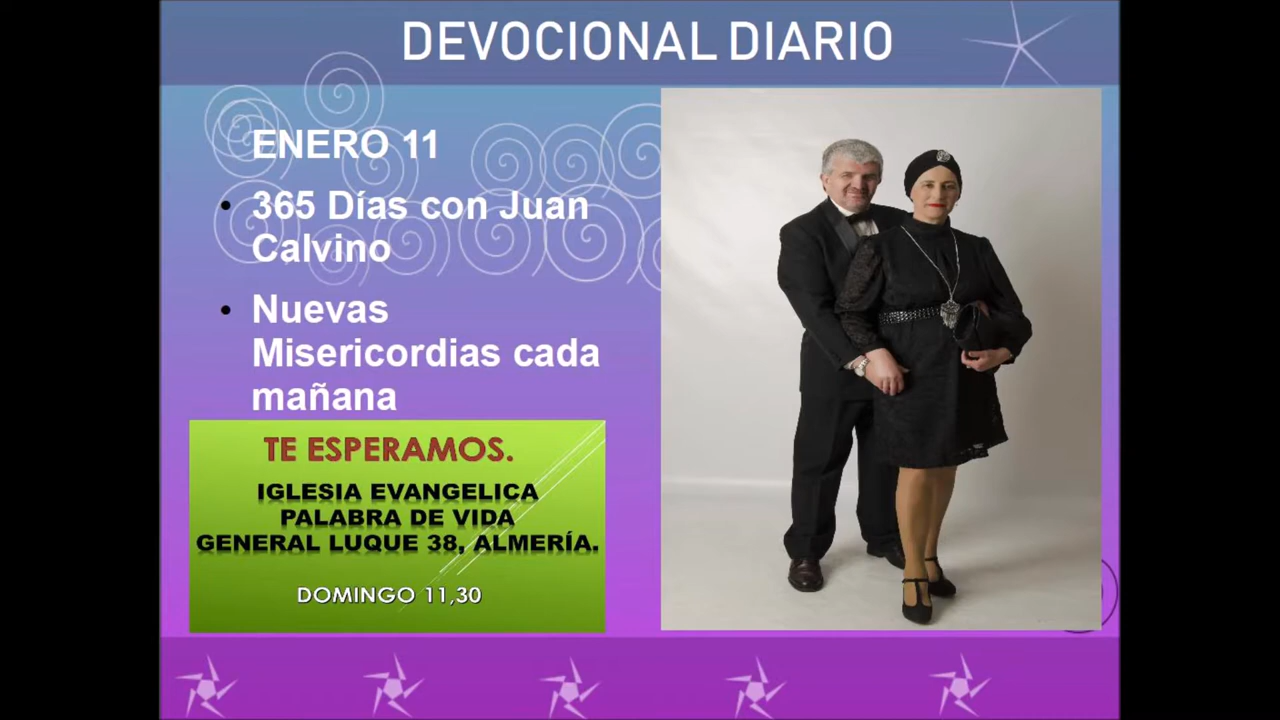 DEVOCIONAL DIARIO
ENERO 11
365 Días con Juan
Calvino
Nuevas
Misericordias cada
mañana
TE ESPERAMOS.
IGLESIA EVANGELICA
PALABRA DE VIDA
GENERAL LUQUE 38, ALMERÍA.
DOMINGO 11,30